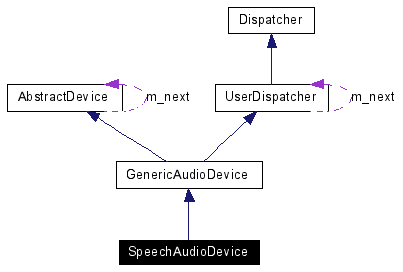 Dispatcher
AbstractDevice
m_next
UserDispatcher
m_next
GenericAudioDevice
SpeechAudioDevice